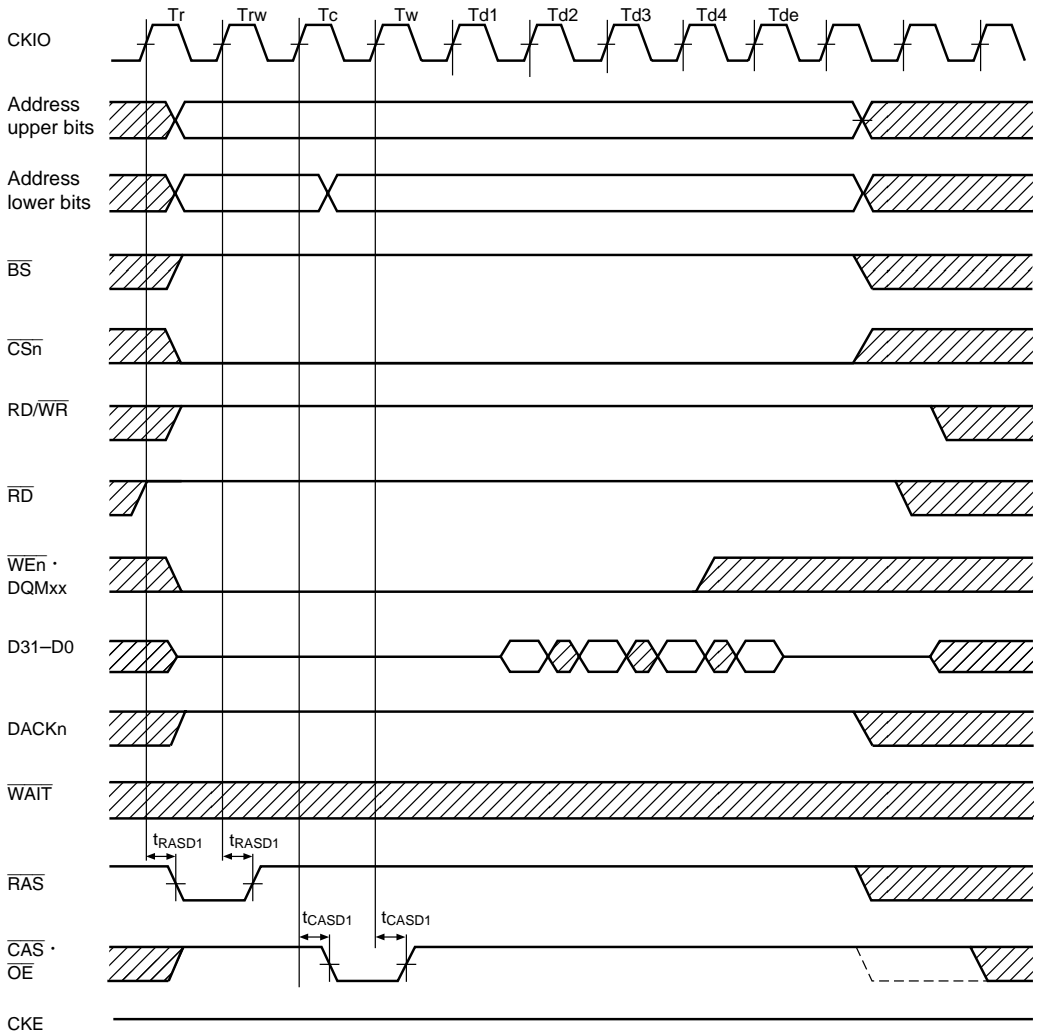 Tr Trw Tc Tw Td1 Td2 Td3 Td4 Tde
CKIO
Address
upper bits
Address
lower bits
BS
CSn
RD/WR
RD
WEn ·
DQMxx
D31–D0
DACKn
WAIT
tRASD1 tRASD1
RAS
tCASD1 tCASD1
CAS ·
OE
CKE